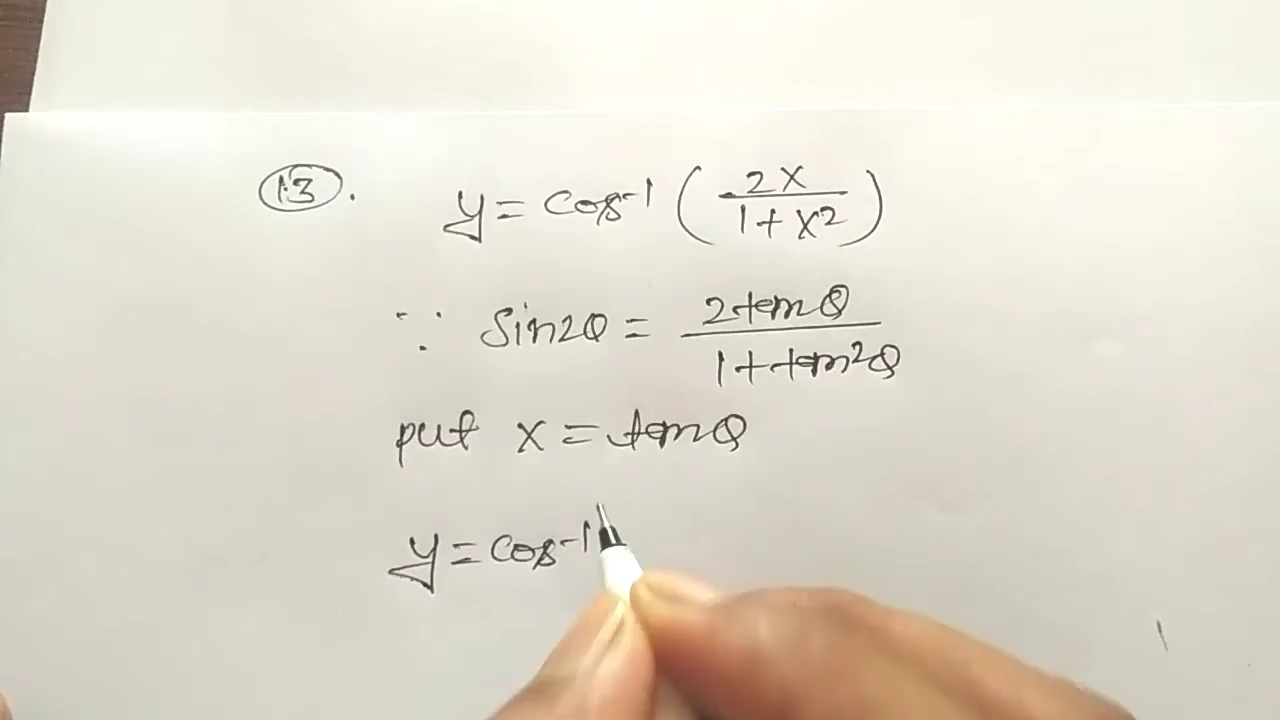 13. y = cos⁻¹ ( 2x / 1 + x² )
∵ sin2θ = 2tanθ / 1 + tan²θ
put x = tanθ
y = cos⁻¹